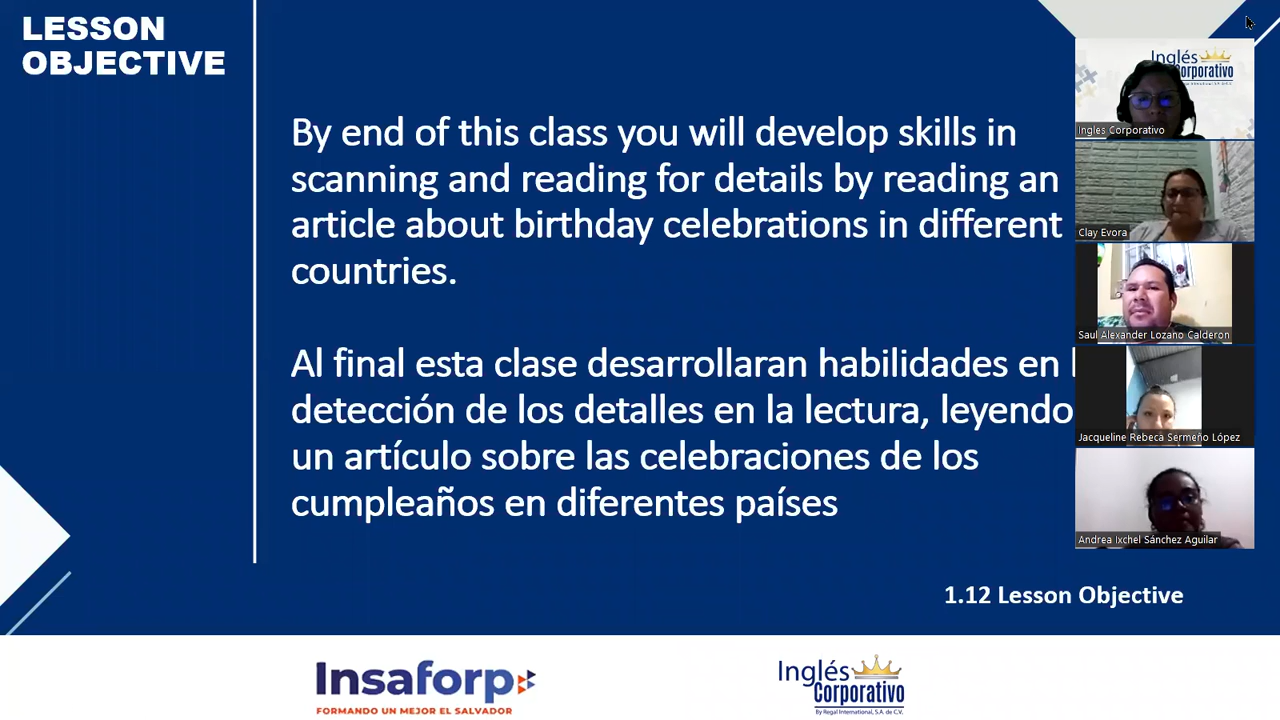 LESSON
OBJECTIVE
By end of this class you will develop skills in
scanning and reading for details by reading an
article about birthday celebrations in different
countries.
Al final esta clase desarrollaran habilidades en
detección de los detalles en la lectura, leyendo
un artículo sobre las celebraciones de los
cumpleaños en diferentes países
1.12 Lesson Objective
Inglés
Corporativo
Ingles Corporativo
Clay Evora
Saul Alexander Lozano Calderon
Jacqueline Rebeca Sermeño López
Andrea Ixchel Sánchez Aguilar
Insaforp
FORMANDO UN MEJOR EL SALVADOR
Inglés
Corporativo
By Regal International, S.A. de C.V.